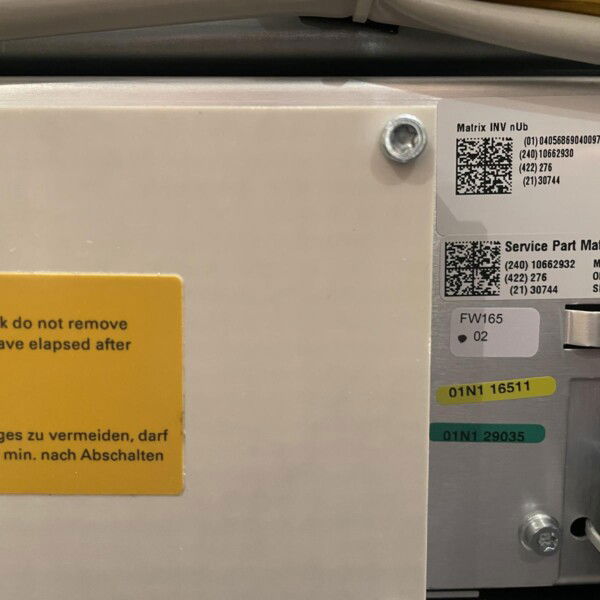 k do not remove
ave elapsed after
ges zu vermeiden, darf
min. nach Abschalten
Matrix INV nUb
(01) 0405686904009
(240) 10662930
(422) 276
(21) 30744
Service Part Mat
(240) 10662932 M
(422) 276 O
(21) 30744 S
FW165
02
01N1 16511
01N1 29035